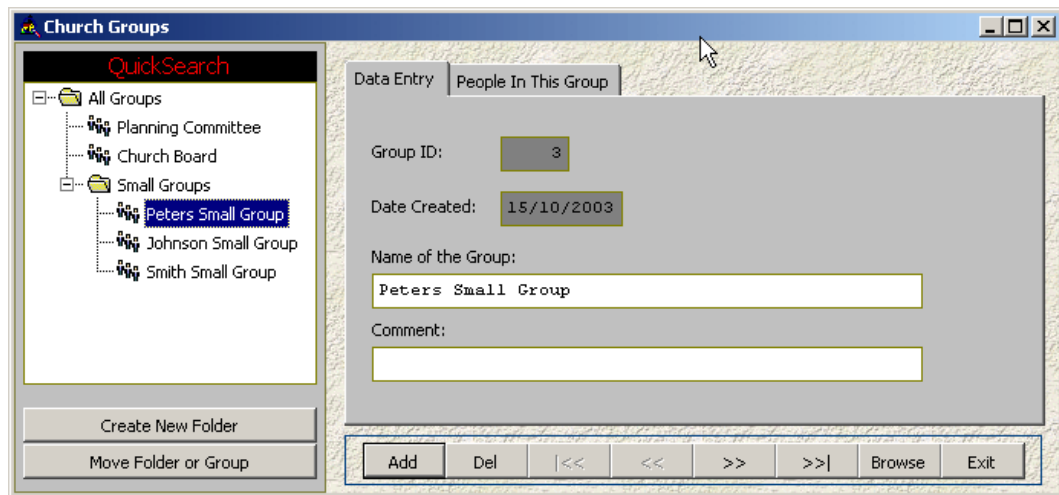 Church Groups
QuickSearch
All Groups
Planning Committee
Church Board
Small Groups
Peters Small Group
Johnson Small Group
Smith Small Group
Create New Folder
Move Folder or Group
Data Entry People In This Group
Group ID: 3
Date Created: 15/10/2003
Name of the Group:
Peters Small Group
Comment:
Add Del |<< << >> >>| Browse Exit